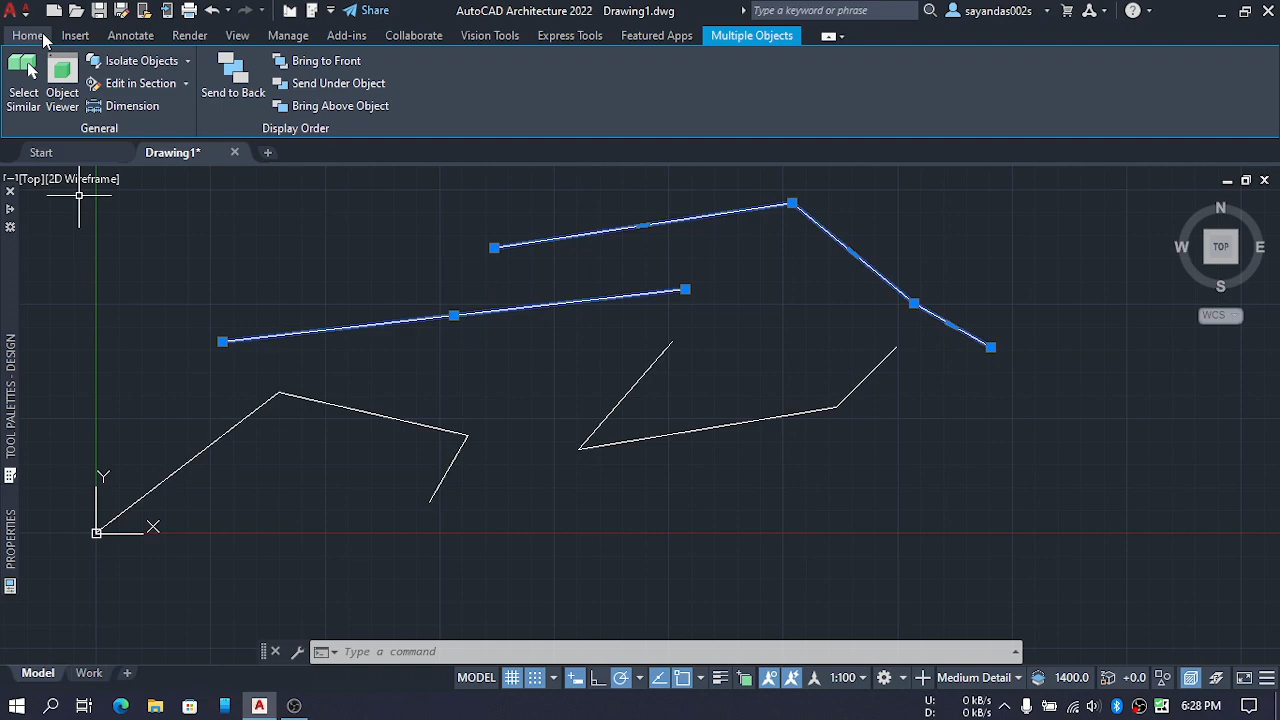 Share
AutoCAD Architecture 2022 Drawing1.dwg
Type a keyword or phrase
sayandas002s
Home Insert Annotate Render View Manage Add-ins Collaborate Vision Tools Express Tools Featured Apps Multiple Objects
Select Similar
Object Viewer
Isolate Objects
Edit in Section
Dimension
General
Send to Back
Bring to Front
Send Under Object
Bring Above Object
Display Order
Start Drawing1*
[−][Top][2D Wireframe]
N
W TOP E
S
WCS
TOOL PALETTES - DESIGN
PROPERTIES
Y
X
Type a command
Model Work
MODEL 1:100 Medium Detail 1400.0 +0.0
U: 0 kB/s
D: 0 kB/s
6:28 PM